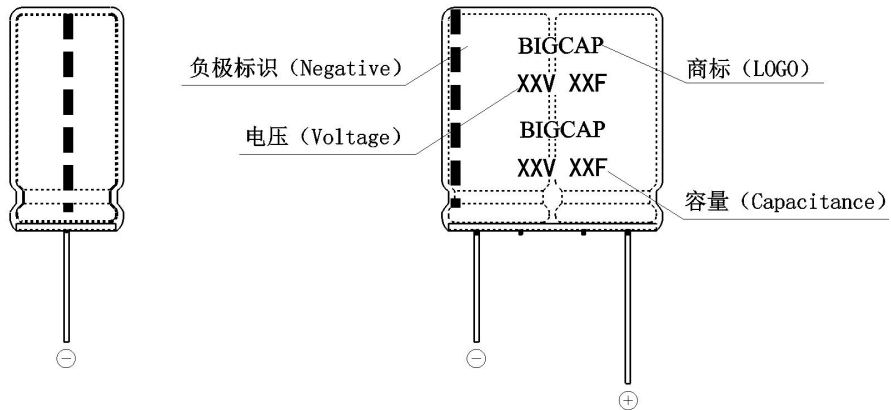 BIGCAP
负极标识（Negative）
商标（LOGO）
XXV XXF
电压（Voltage）
BIGCAP
XXV XXF
容量（Capacitance）
⊖
⊖
⊕